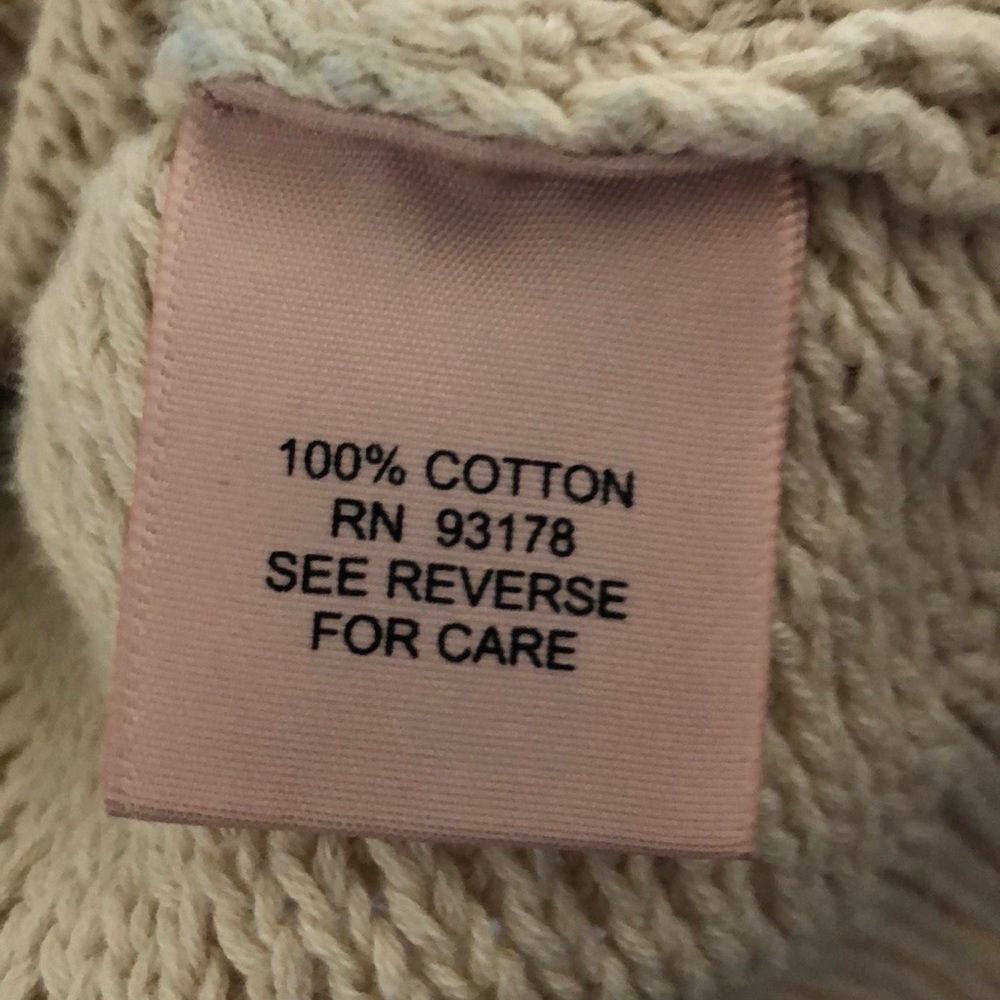 100% COTTON
RN 93178
SEE REVERSE
FOR CARE